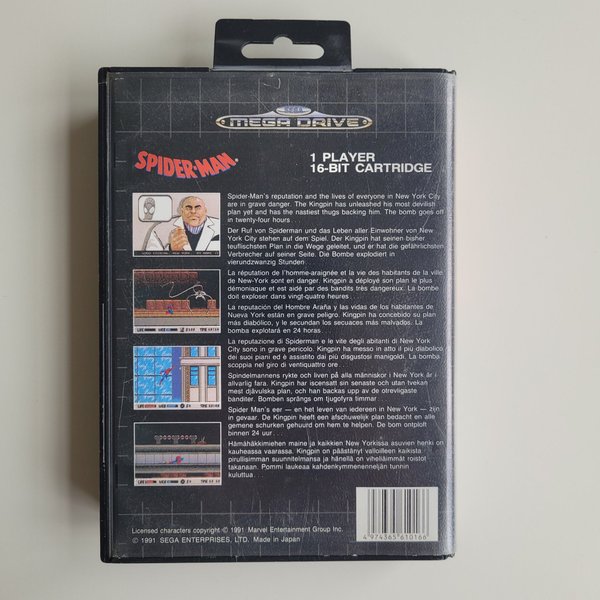 SEGA
MEGA DRIVE
SPIDER-MAN
1 PLAYER
16-BIT CARTRIDGE
Spider-Man's reputation and the lives of everyone in New York City
are in grave danger. The Kingpin has unleashed his most devilish
plan yet and has the nastiest thugs backing him. The bomb goes off
in twenty-four hours . . .
Der Ruf von Spiderman und das Leben aller Einwohner von New
York City stehen auf dem Spiel. Der Kingpin hat seinen bisher
teuflischsten Plan in die Wege geleitet, und er hat die gefährlichsten
Verbrecher auf seiner Seite. Die Bombe explodiert in
vierundzwanzig Stunden.
La réputation de l'homme-araignée et la vie des habitants de la ville
de New-York sont en danger. Kingpin a déployé son plan le plus
démoniaque et est aidé par des bandits très dangereux. La bombe
doit exploser dans vingt-quatre heures . . .
La reputación del Hombre Araña y las vidas de los habitantes de
Nueva York están en grave peligro. Kingpin ha concebido su plan
más diabólico, y le secundan los secuaces más malvados. La
bomba explotará en 24 horas . . .
La reputazione di Spiderman e le vite degli abitanti di New York
City sono in grave pericolo. Kingpin ha messo in atto il più diabolico
dei suoi piani ed è assistito dai più disgustosi manigoldi. La bomba
scoppia nel giro di ventiquattro ore . . .
Spindelmannens rykte och liven på alla människor i New York är i
allvarlig fara. Kingpin har iscensatt sin senaste och utan tvekan
mest djävulska plan, och han backas upp av de otrevligaste
banditer. Bomben sprängs om tjugofyra timmar . . .
Spider Man's eer — en het leven van iedereen in New York — zijn
in gevaar. De Kingpin heeft een afschuwelijk plan bedacht en alle
gemene schurken gehuurd om hem te helpen. De bom ontploft
binnen 24 uur . . .
Hämähäkkimiehen maine ja kaikkien New Yorkissa asuvien henki on
kauheassa vaarassa. Kingpin on päästänyt valloilleen kaikista
pirullisimman suunnitelmansa ja hänellä on viheliäimmät roistot
takanaan. Pommi laukeaa kahdenkymmenenneljän tunnin
kuluttua . . .
Licensed characters copyright © 1991 Marvel Entertainment Group Inc.
© 1991 SEGA ENTERPRISES, LTD. Made in Japan
4 974365 610166